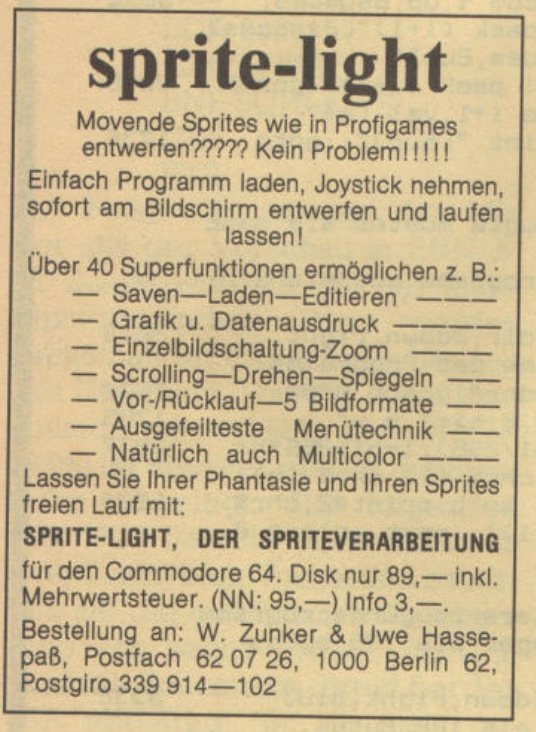 sprite-light
Movende Sprites wie in Profigames
entwerfen????? Kein Problem!!!!!
Einfach Programm laden, Joystick nehmen,
sofort am Bildschirm entwerfen und laufen
lassen!
Über 40 Superfunktionen ermöglichen z. B.:
— Saven—Laden—Editieren ———
— Grafik u. Datenausdruck ————
— Einzelbildschaltung-Zoom ———
— Scrolling—Drehen—Spiegeln ——
— Vor-/Rücklauf—5 Bildformate ——
— Ausgefeilteste Menütechnik ——
— Natürlich auch Multicolor ———
Lassen Sie Ihrer Phantasie und Ihren Sprites
freien Lauf mit:
SPRITE-LIGHT, DER SPRITEVERARBEITUNG
für den Commodore 64. Disk nur 89,— inkl.
Mehrwertsteuer. (NN: 95,—) Info 3,—.
Bestellung an: W. Zunker & Uwe Hasse-
paß, Postfach 62 07 26, 1000 Berlin 62,
Postgiro 339 914—102